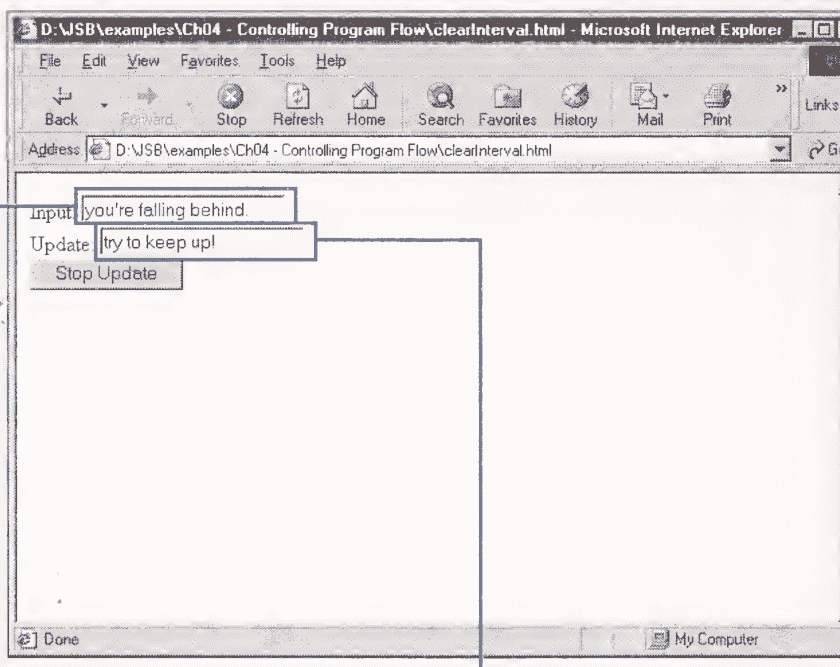 D:\JSB\examples\Ch04 - Controlling Program Flow\clearInterval.html - Microsoft Internet Explorer
File Edit View Favorites Tools Help
Back Forward Stop Refresh Home Search Favorites History Mail Print » Links
Address D:\JSB\examples\Ch04 - Controlling Program Flow\clearInterval.html
Input: you're falling behind.
Update: try to keep up!
Stop Update
Done My Computer